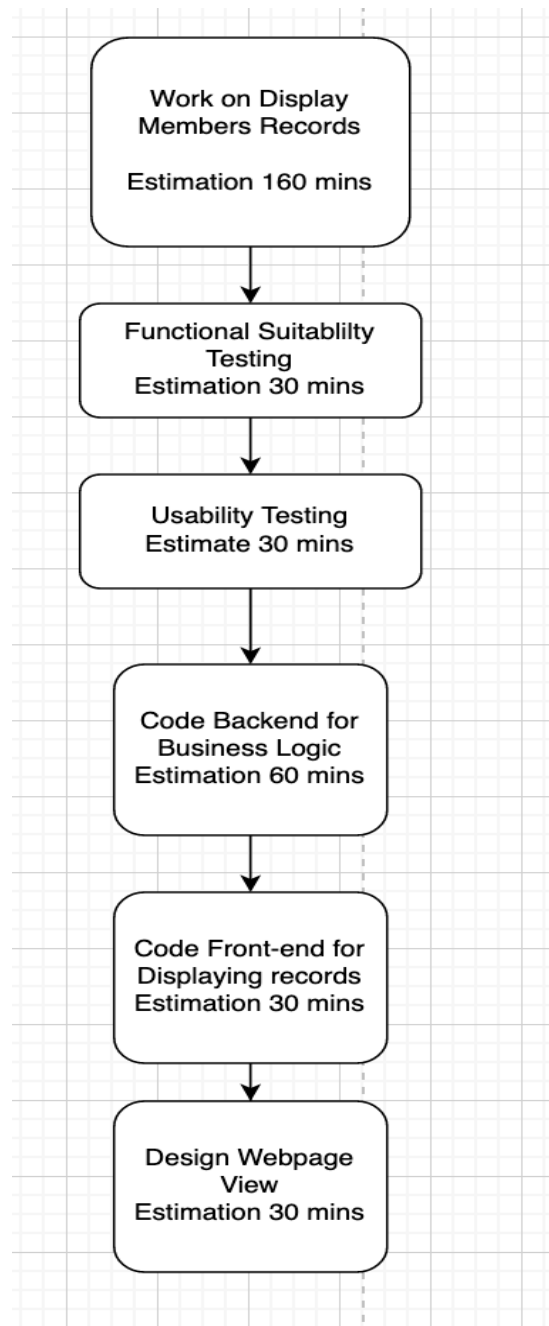 Work on Display
Members Records
Estimation 160 mins
Functional Suitablilty
Testing
Estimation 30 mins
Usability Testing
Estimate 30 mins
Code Backend for
Business Logic
Estimation 60 mins
Code Front-end for
Displaying records
Estimation 30 mins
Design Webpage
View
Estimation 30 mins